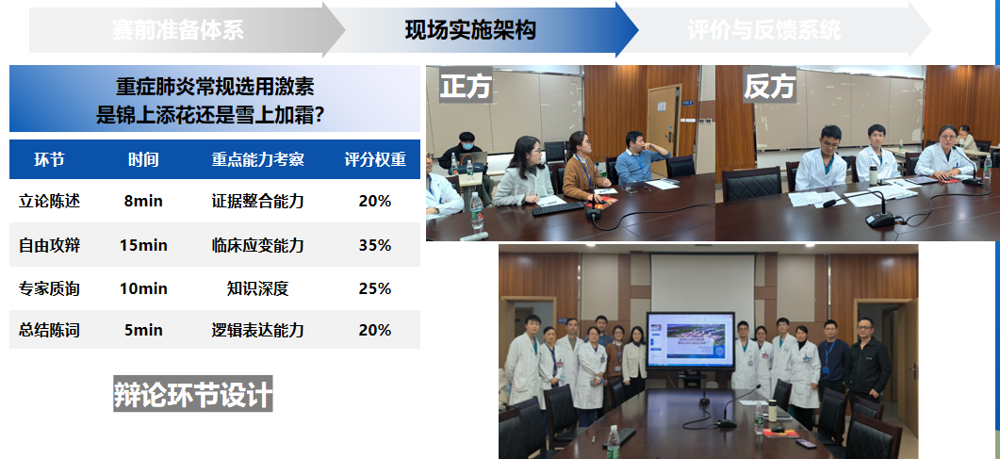 赛前准备体系
现场实施架构
评价与反馈系统
重症肺炎常规选用激素
是锦上添花还是雪上加霜？
环节 时间 重点能力考察 评分权重
立论陈述 8min 证据整合能力 20%
自由攻辩 15min 临床应变能力 35%
专家质询 10min 知识深度 25%
总结陈词 5min 逻辑表达能力 20%
辩论环节设计
正方
反方